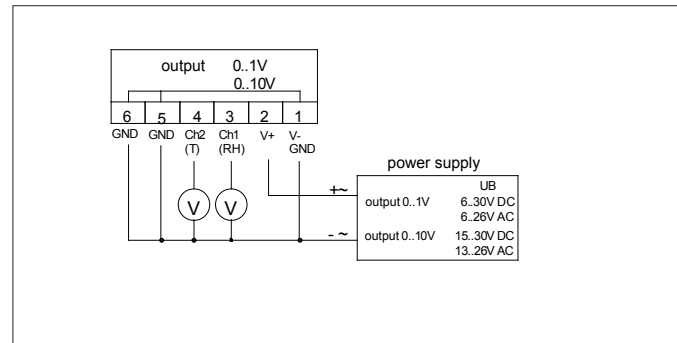 output 0..1V
0..10V
6 5 4 3 2 1
GND GND Ch2 Ch1 V+ V-
(T) (RH) GND
power supply
+~ UB
output 0..1V 6..30V DC
6..26V AC
V V
- ~ output 0..10V 15..30V DC
13..26V AC